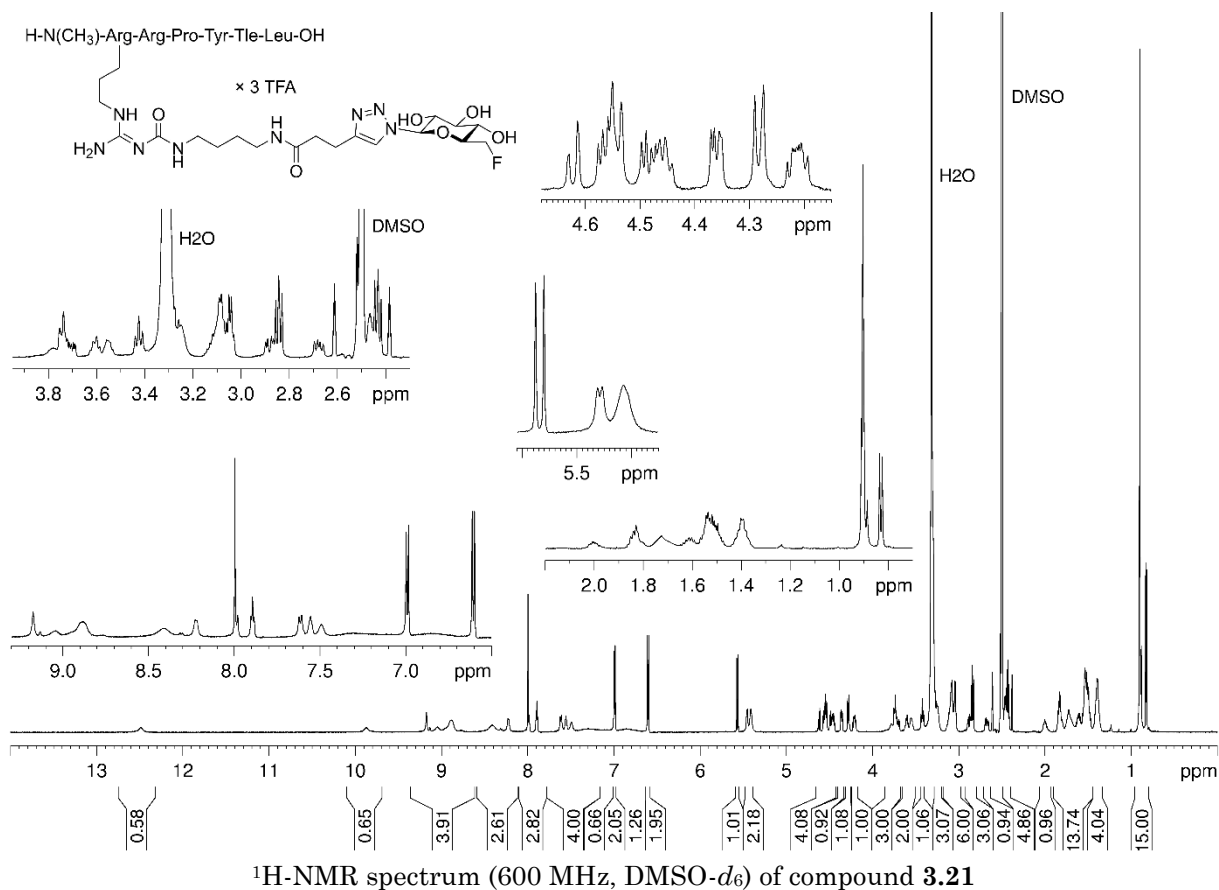 H-N(CH3)-Arg-Arg-Pro-Tyr-Tle-Leu-OH
× 3 TFA
NH
O
H2N
N
N
H
H
N
O
N=N
N
HO
OH
O
OH
F
DMSO
H2O
4.6 4.5 4.4 4.3 ppm
H2O
DMSO
3.8 3.6 3.4 3.2 3.0 2.8 2.6 ppm
5.5 ppm
2.0 1.8 1.6 1.4 1.2 1.0 ppm
9.0 8.5 8.0 7.5 7.0 ppm
13 12 11 10 9 8 7 6 5 4 3 2 1 ppm
0.58 0.65 3.91 2.61 2.82 4.00 0.66 2.05 1.26 1.95 1.01 2.18 4.08 0.92 1.08 1.00 3.00 2.00 1.06 3.07 6.00 3.06 0.94 4.86 0.96 13.74 4.04 15.00
¹H-NMR spectrum (600 MHz, DMSO-d6) of compound 3.21